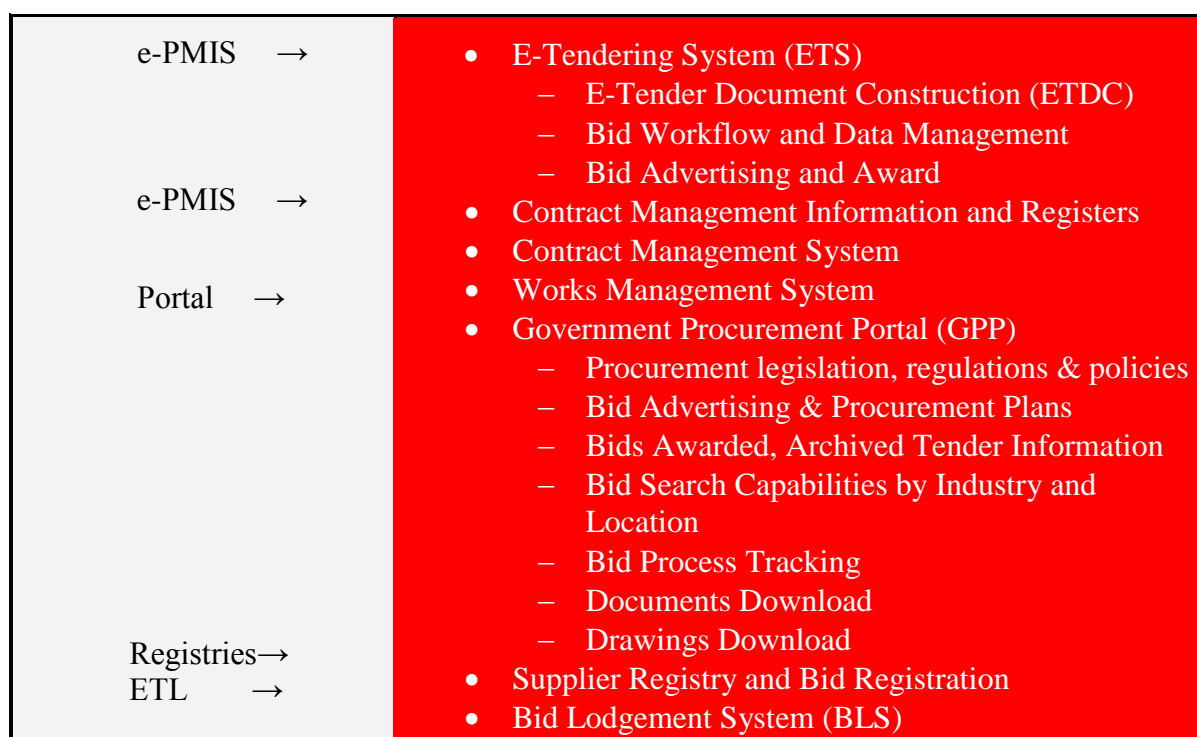 e-PMIS →
• E-Tendering System (ETS)
– E-Tender Document Construction (ETDC)
– Bid Workflow and Data Management
– Bid Advertising and Award
e-PMIS →
• Contract Management Information and Registers
• Contract Management System
Portal →
• Works Management System
• Government Procurement Portal (GPP)
– Procurement legislation, regulations & policies
– Bid Advertising & Procurement Plans
– Bids Awarded, Archived Tender Information
– Bid Search Capabilities by Industry and
Location
– Bid Process Tracking
– Documents Download
– Drawings Download
Registries→
ETL →
• Supplier Registry and Bid Registration
• Bid Lodgement System (BLS)